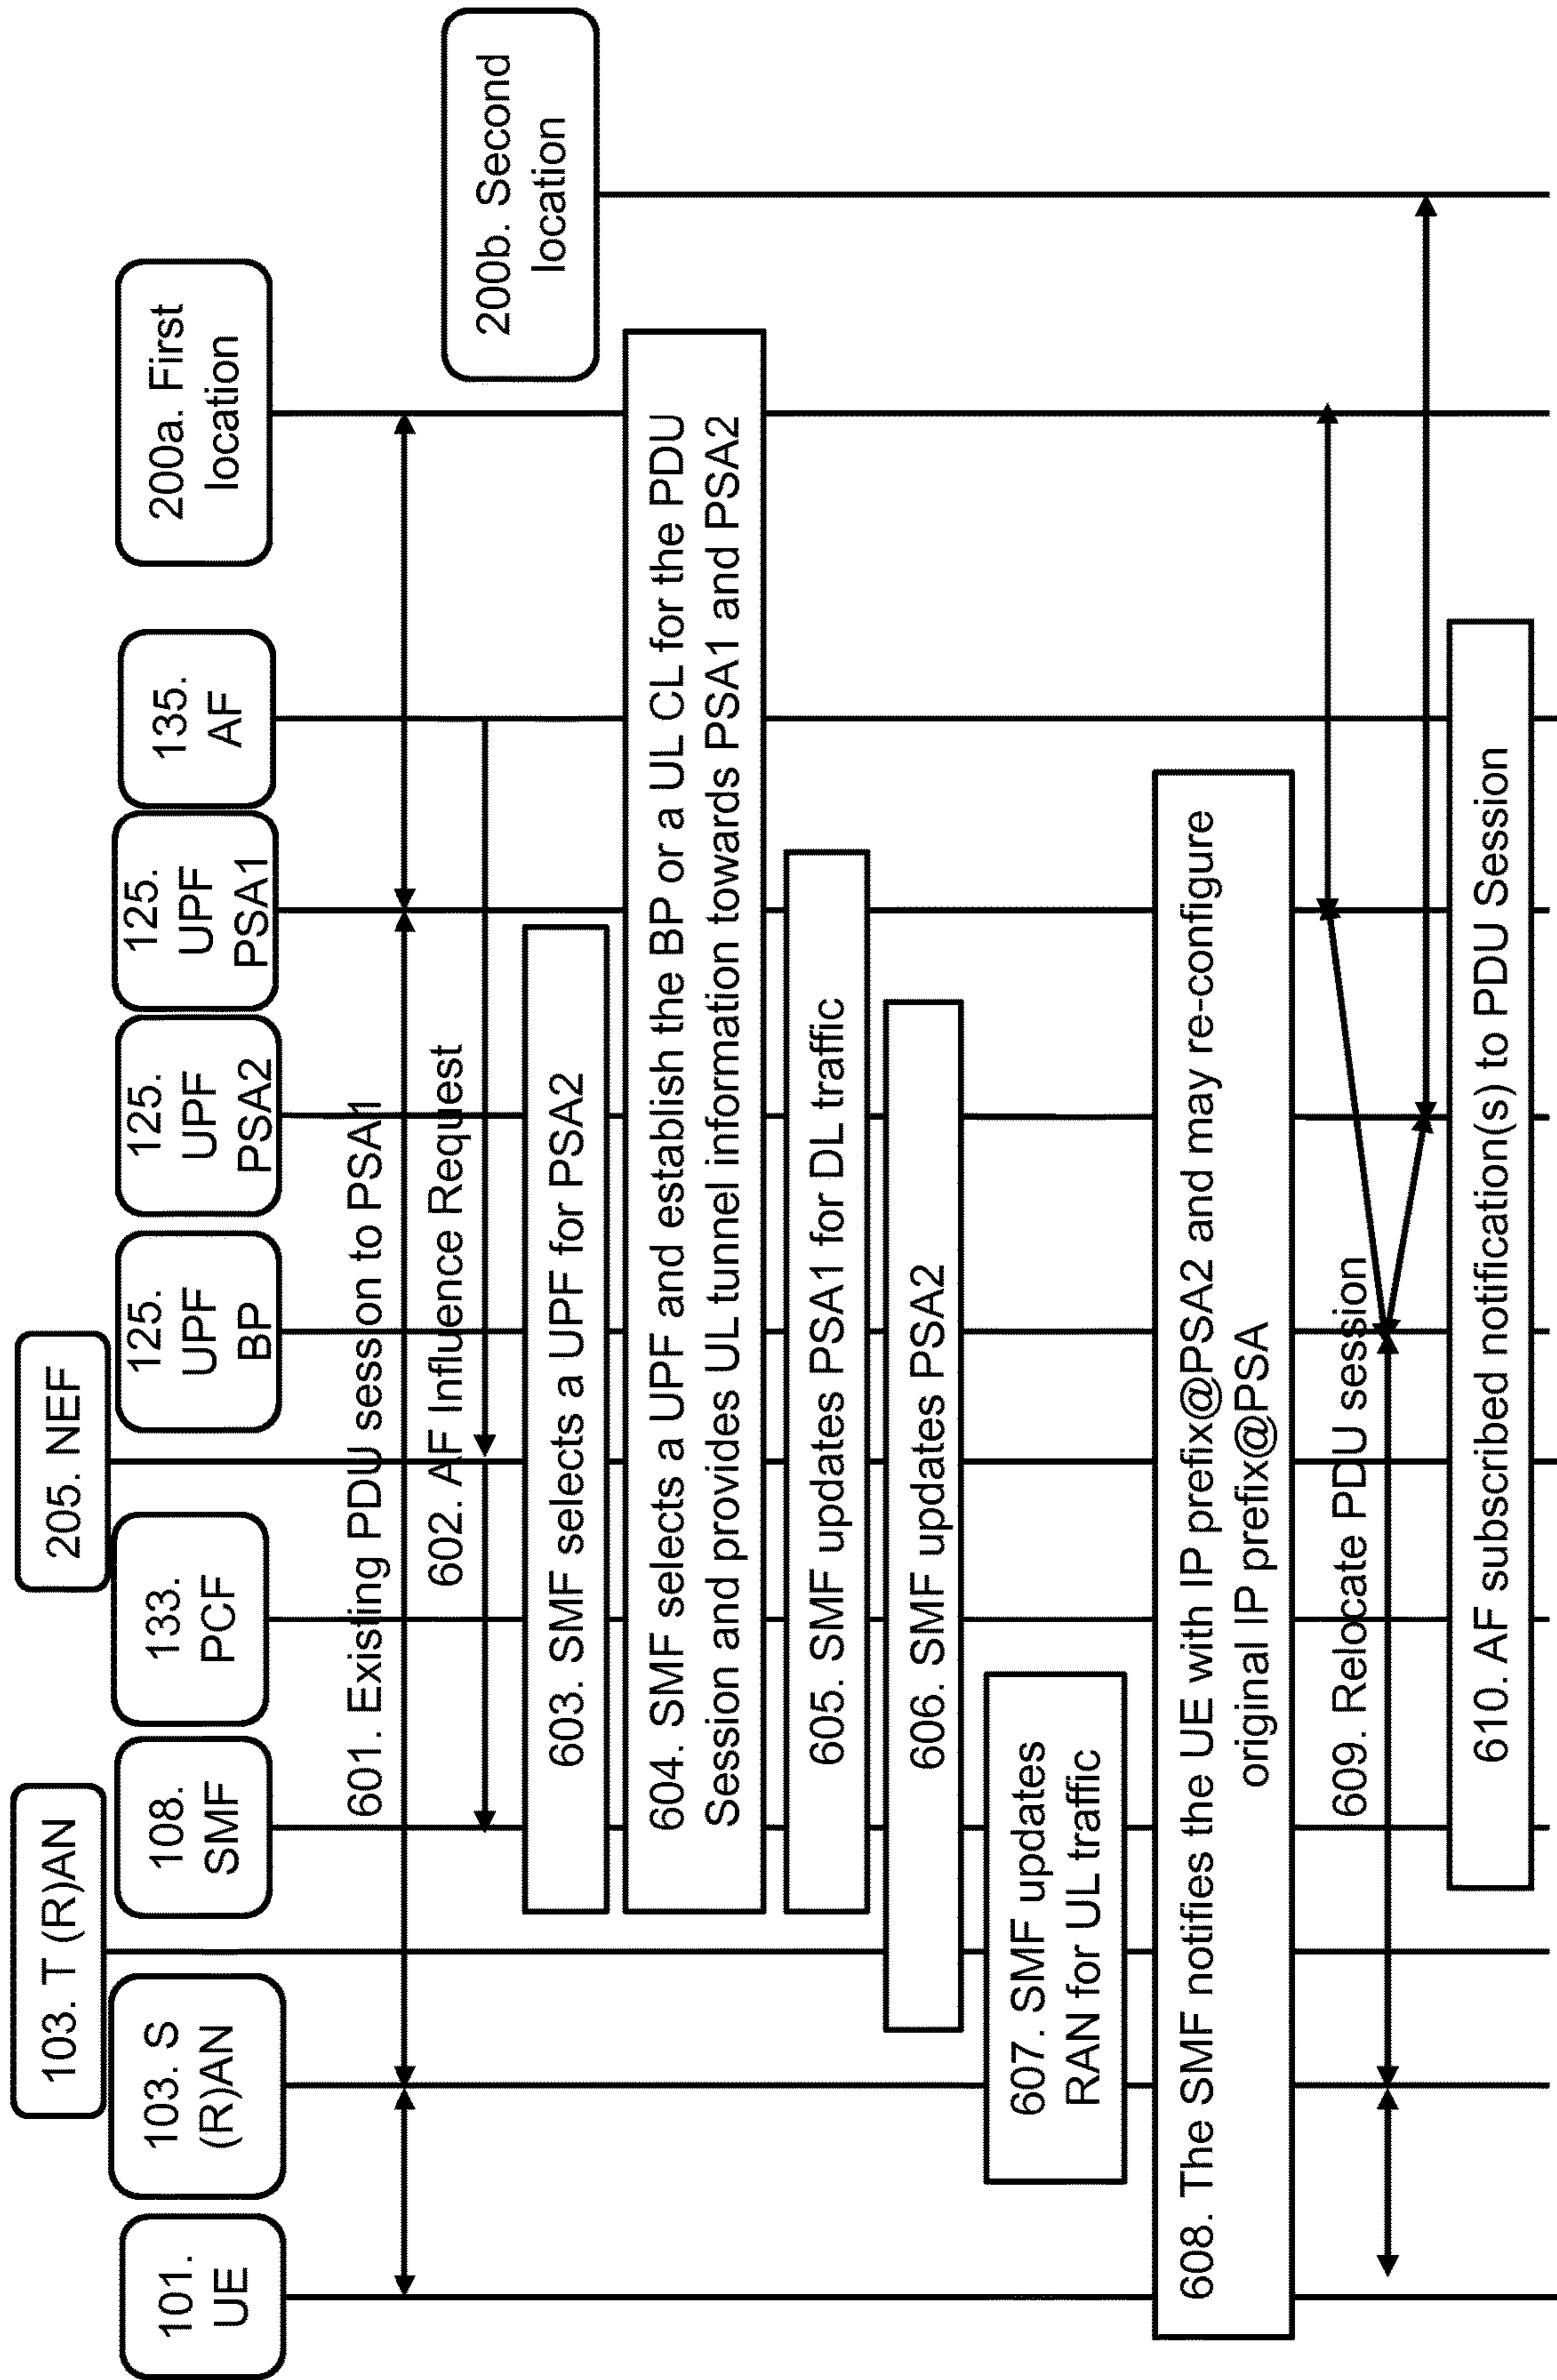 103. T (R)AN
205. NEF
101.
UE
103. S
(R)AN
108.
SMF
133.
PCF
125.
UPF
BP
125.
UPF
PSA2
125.
UPF
PSA1
135.
AF
200a. First
location
200b. Second
location
601. Existing PDU session to PSA1
602. AF Influence Request
603. SMF selects a UPF for PSA2
604. SMF selects a UPF and establish the BP or a UL CL for the PDU
Session and provides UL tunnel information towards PSA1 and PSA2
605. SMF updates PSA1 for DL traffic
606. SMF updates PSA2
607. SMF updates
RAN for UL traffic
608. The SMF notifies the UE with IP prefix@PSA2 and may re-configure
original IP prefix@PSA
609. Relocate PDU session
610. AF subscribed notification(s) to PDU Session